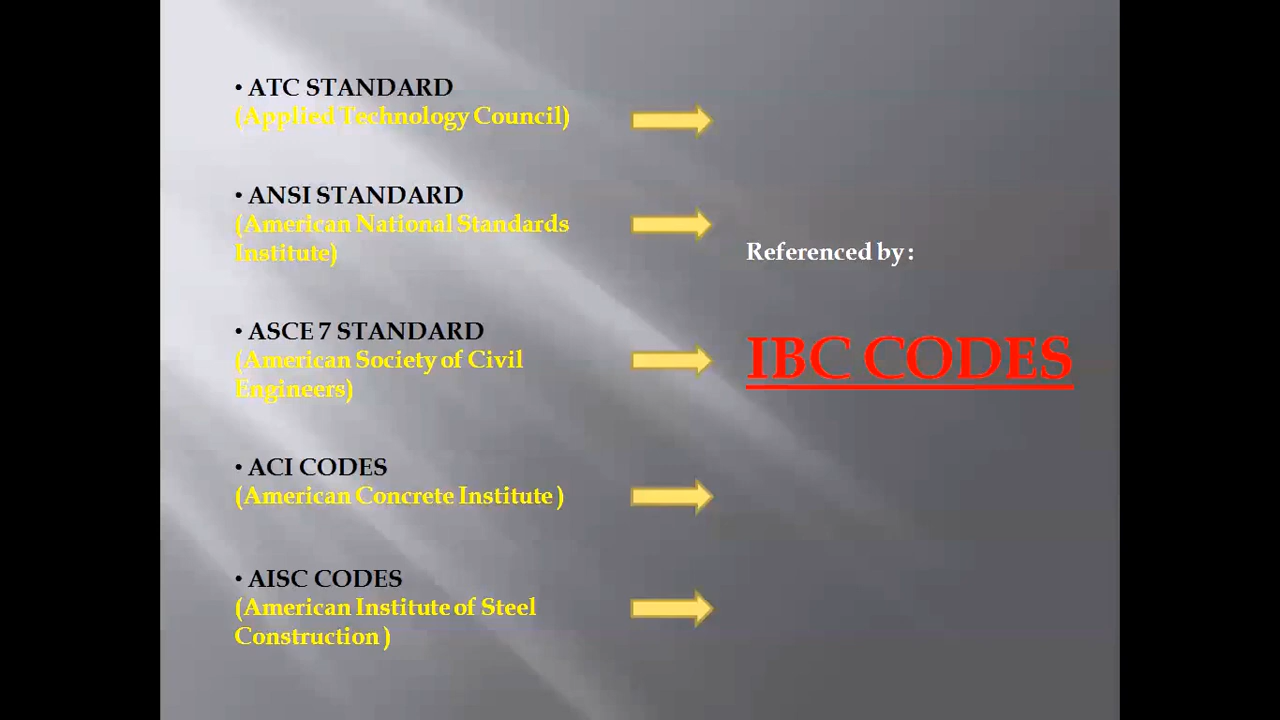 • ATC STANDARD
(Applied Technology Council)
• ANSI STANDARD
(American National Standards
Institute)
• ASCE 7 STANDARD
(American Society of Civil
Engineers)
• ACI CODES
(American Concrete Institute )
• AISC CODES
(American Institute of Steel
Construction )
Referenced by :
IBC CODES